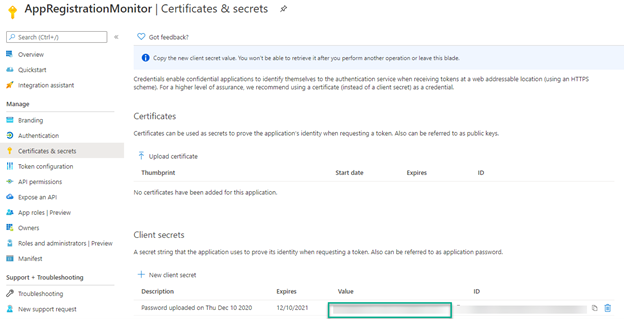 AppRegistrationMonitor | Certificates & secrets
Search (Ctrl+/)
Overview
Quickstart
Integration assistant
Manage
Branding
Authentication
Certificates & secrets
Token configuration
API permissions
Expose an API
App roles | Preview
Owners
Roles and administrators | Preview
Manifest
Support + Troubleshooting
Troubleshooting
New support request
Got feedback?
Copy the new client secret value. You won't be able to retrieve it after you perform another operation or leave this blade.
Credentials enable confidential applications to identify themselves to the authentication service when receiving tokens at a web addressable location (using an HTTPS
scheme). For a higher level of assurance, we recommend using a certificate (instead of a client secret) as a credential.
Certificates
Certificates can be used as secrets to prove the application's identity when requesting a token. Also can be referred to as public keys.
Upload certificate
Thumbprint Start date Expires ID
No certificates have been added for this application.
Client secrets
A secret string that the application uses to prove its identity when requesting a token. Also can be referred to as application password.
New client secret
Description Expires Value ID
Password uploaded on Thu Dec 10 2020 12/10/2021